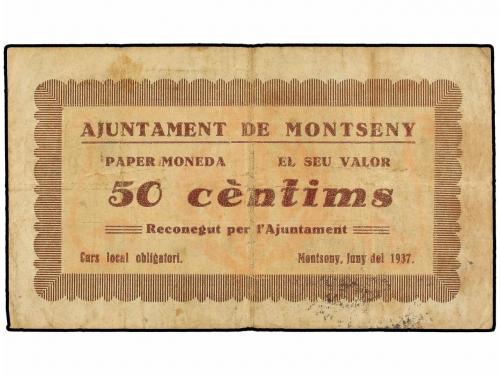 AJUNTAMENT DE MONTSENY
PAPER MONEDA EL SEU VALOR
50 cèntims
Reconegut per l'Ajuntament
Curs local obligatori. Montseny, Juny del 1937.